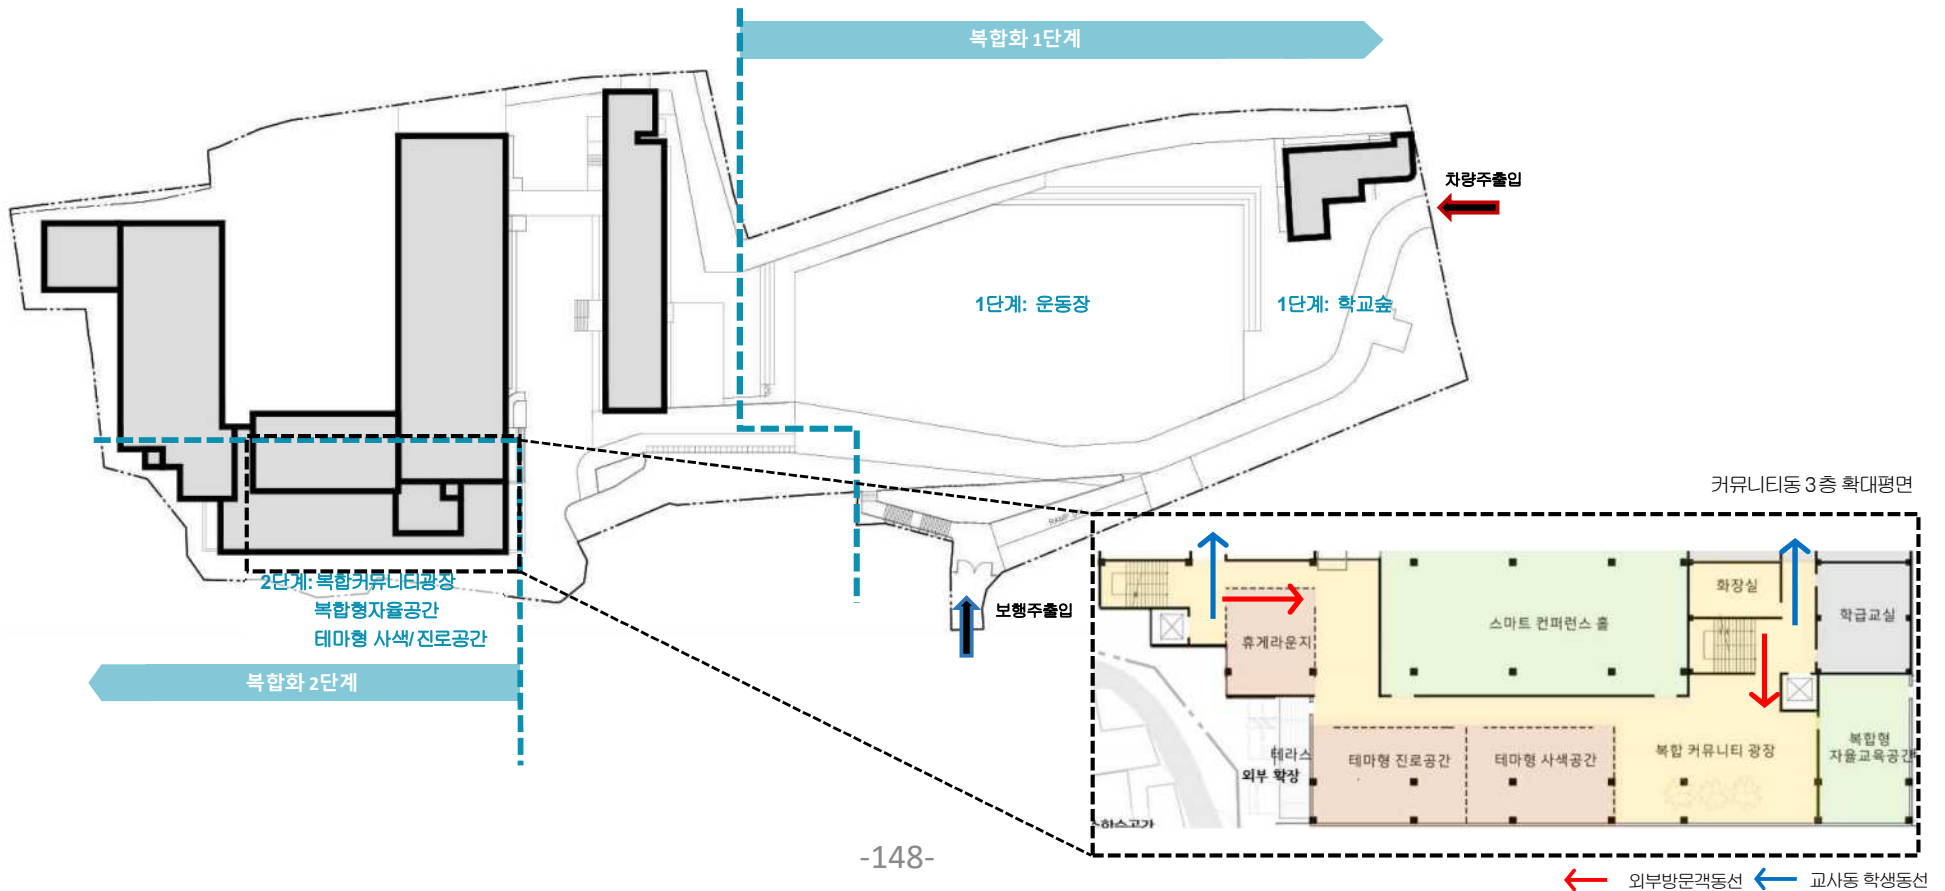 복합화 1단계
차량주출입
1단계: 운동장
1단계: 학교숲
커뮤니티동 3층 확대평면
2단계: 복합커뮤니티광장
복합형자율공간
테마형 사색/진로공간
보행주출입
복합화 2단계
화장실
학급교실
스마트 컨퍼런스 홀
휴게라운지
복합형
자율교육공간
복합 커뮤니티 광장
테라스
외부 확장
테마형 진로공간
테마형 사색공간
-148-
외부방문객동선
교사동 학생동선